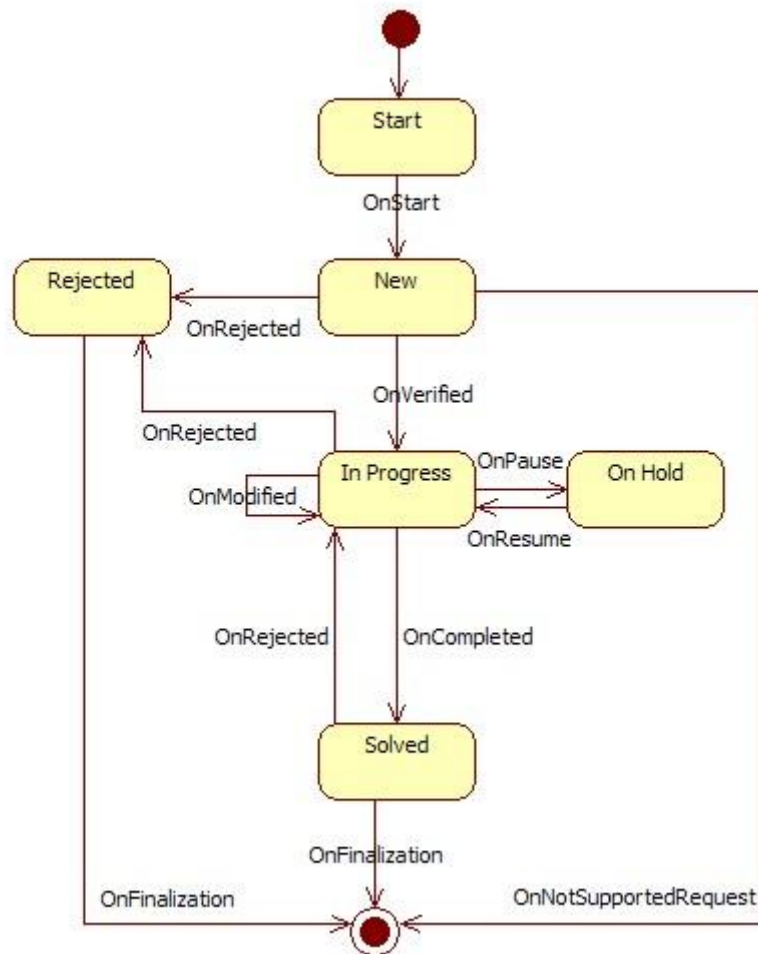 Start
OnStart
Rejected
New
OnRejected
OnVerified
OnRejected
In Progress
OnPause
On Hold
OnModified
OnResume
OnRejected
OnCompleted
Solved
OnFinalization
OnFinalization
OnNotSupportedRequest